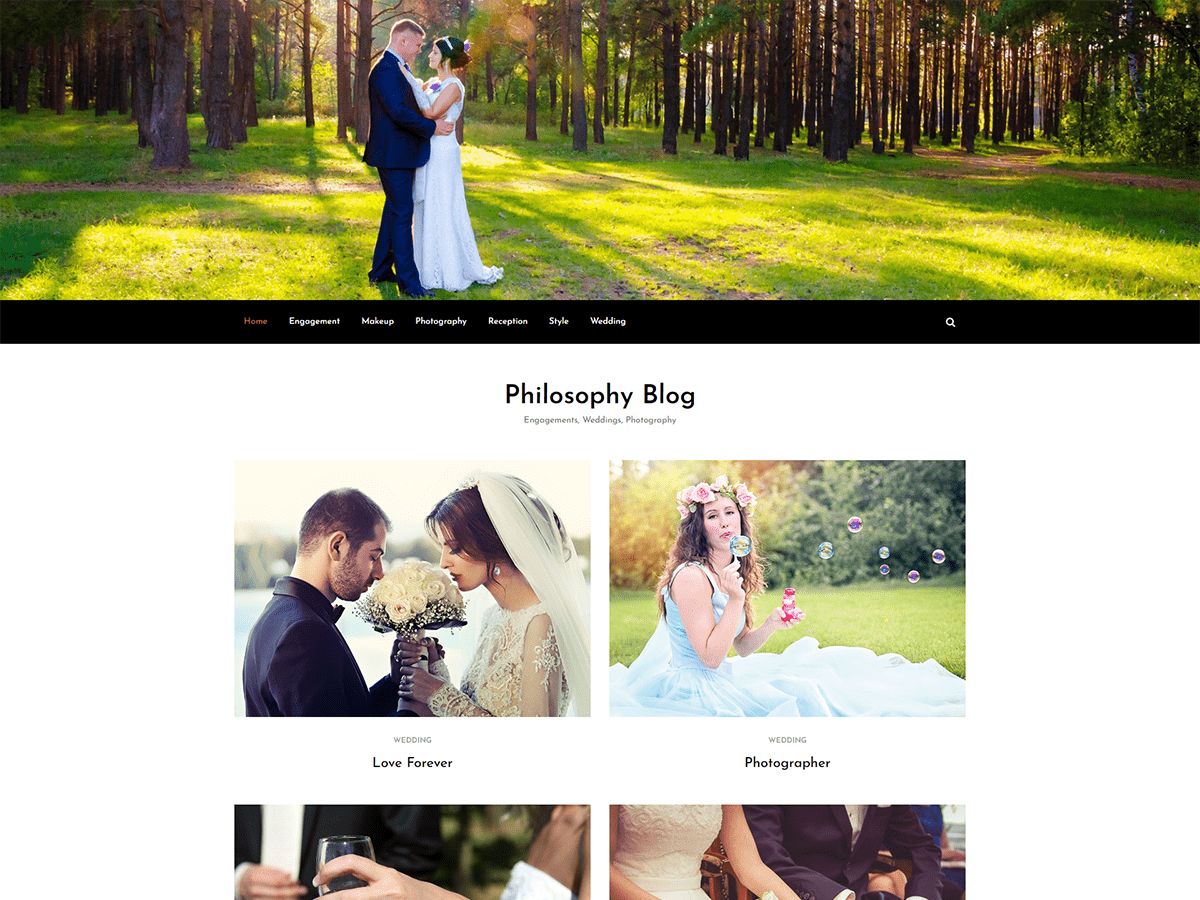 Home Engagement Makeup Photography Reception Style Wedding
Philosophy Blog
Engagements, Weddings, Photography
WEDDING
Love Forever
WEDDING
Photographer